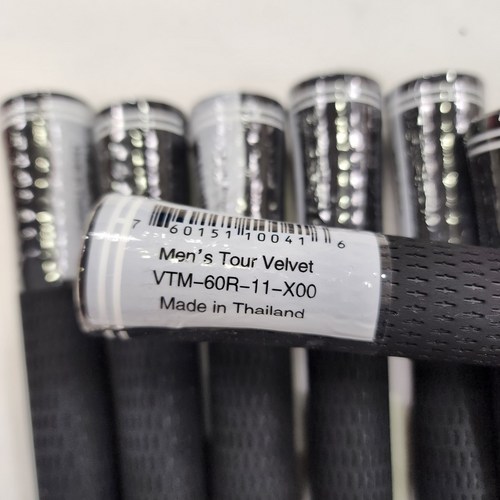 7 60151 10041 6
Men's Tour Velvet
VTM-60R-11-X00
Made in Thailand